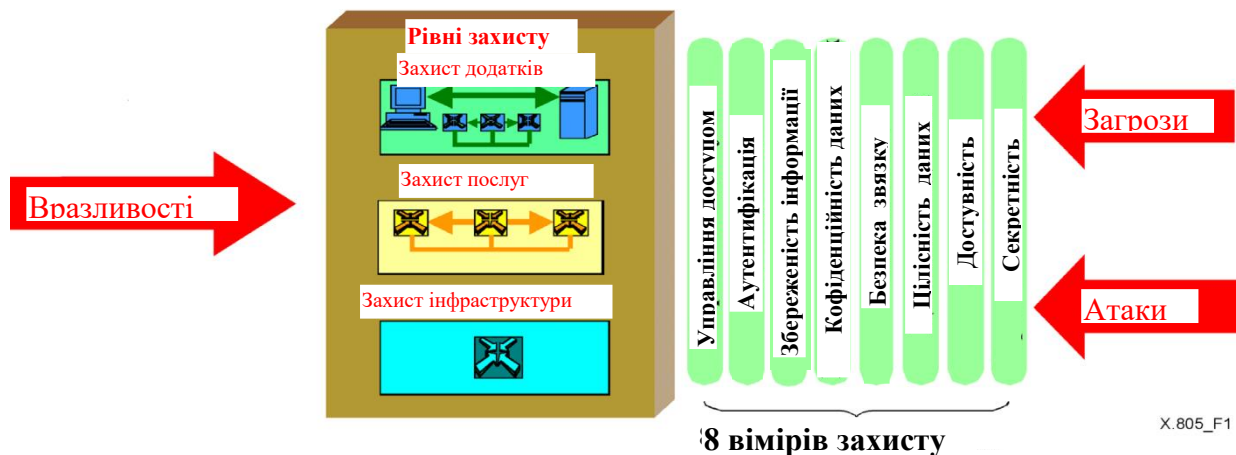 Рівні захисту
Захист додатків
Захист послуг
Захист інфраструктури
Вразливості
Управління доступом
Аутентифікація
Збереженість інформації
Кофіденційність даних
Безпека звязку
Цілісність даних
Достувність
Секретність
Загрози
Атаки
8 вімірів захисту
X.805_F1